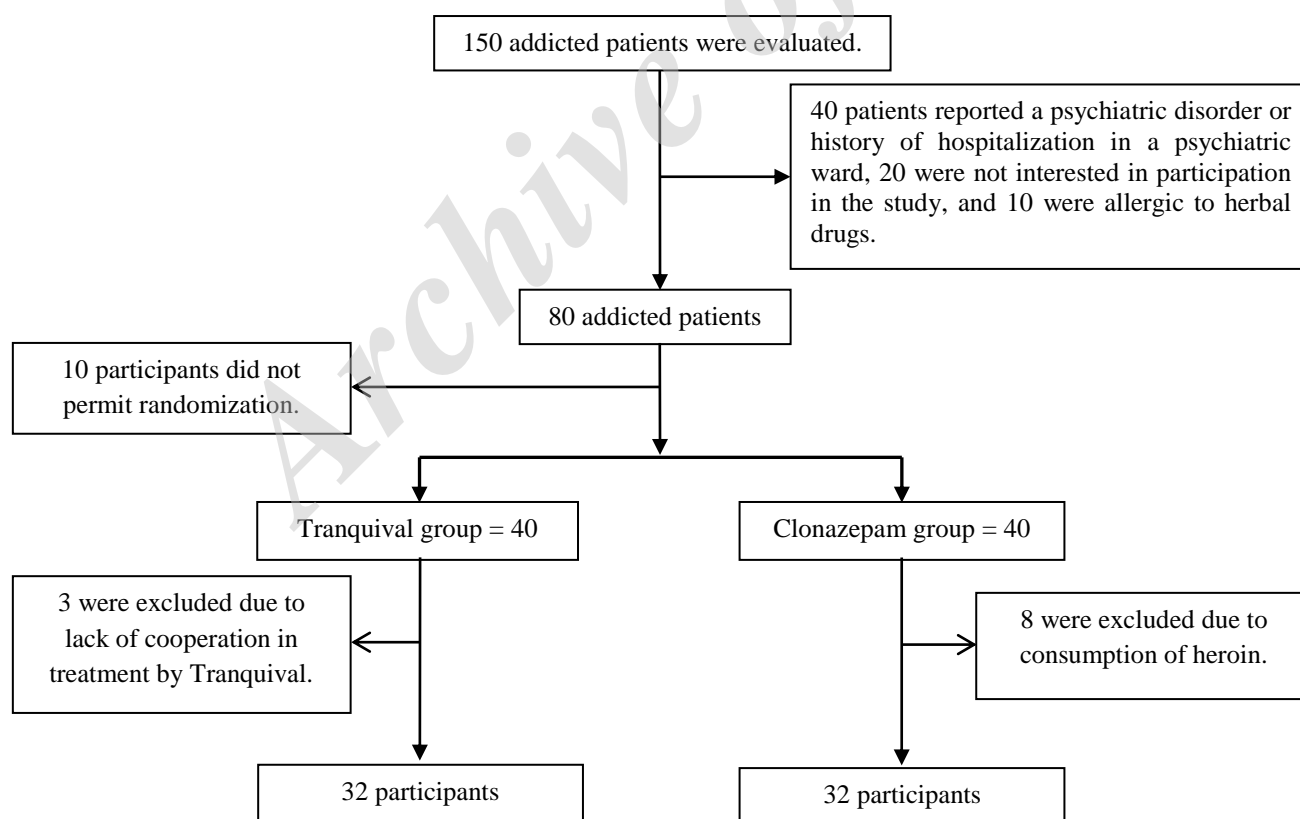 150 addicted patients were evaluated.
40 patients reported a psychiatric disorder or
history of hospitalization in a psychiatric
ward, 20 were not interested in participation
in the study, and 10 were allergic to herbal
drugs.
80 addicted patients
10 participants did not
permit randomization.
Tranquival group = 40
Clonazepam group = 40
3 were excluded due to
lack of cooperation in
treatment by Tranquival.
8 were excluded due to
consumption of heroin.
32 participants
32 participants
Archive of